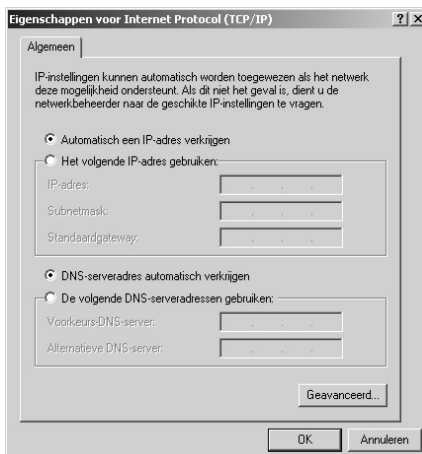 Eigenschappen voor Internet Protocol (TCP/IP)
Algemeen
IP-instellingen kunnen automatisch worden toegewezen als het netwerk
deze mogelijkheid ondersteunt. Als dit niet het geval is, dient u de
netwerkbeheerder naar de geschikte IP-instellingen te vragen.
Automatisch een IP-adres verkrijgen
Het volgende IP-adres gebruiken:
IP-adres:
Subnetmask:
Standaardgateway:
DNS-serveradres automatisch verkrijgen
De volgende DNS-serveradressen gebruiken:
Voorkeurs-DNS-server:
Alternatieve DNS-server:
Geavanceerd...
OK
Annuleren